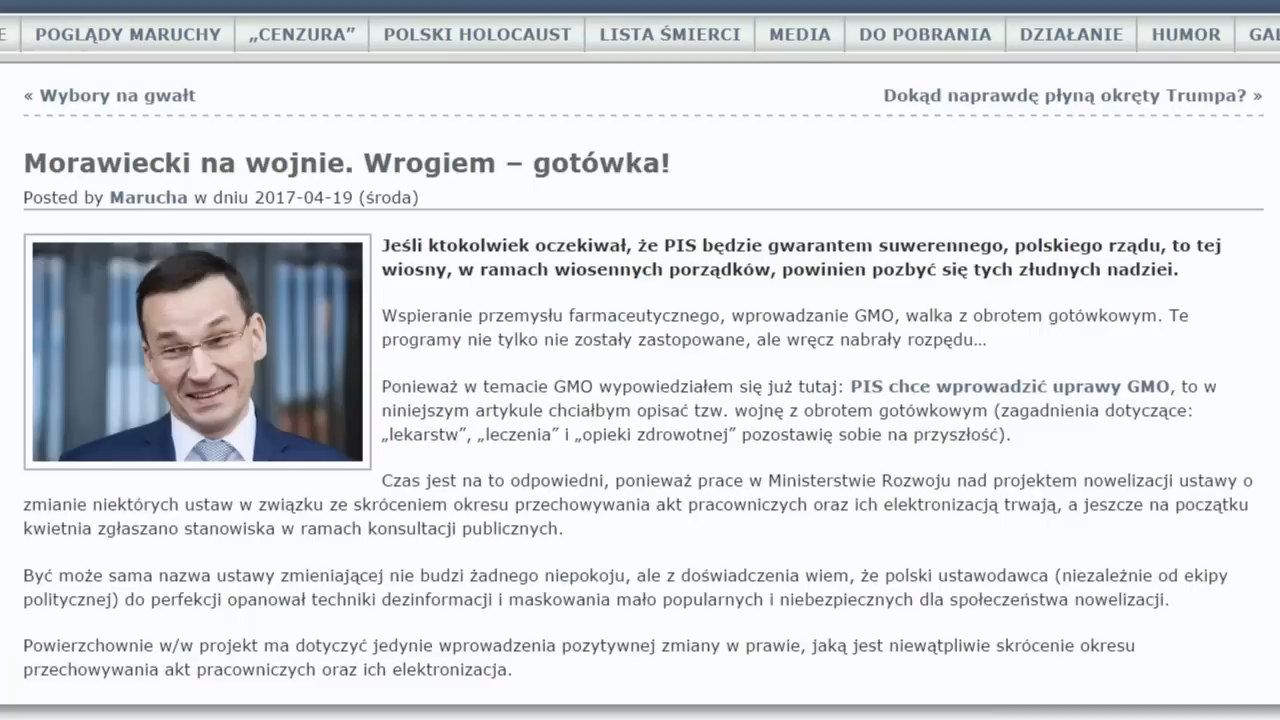 E POGLĄDY MARUCHY „CENZURA” POLSKI HOLOCAUST LISTA ŚMIERCI MEDIA DO POBRANIA DZIAŁANIE HUMOR GAL
« Wybory na gwałt Dokąd naprawdę płyną okręty Trumpa? »
Morawiecki na wojnie. Wrogiem – gotówka!
Posted by Marucha w dniu 2017-04-19 (środa)
Jeśli ktokolwiek oczekiwał, że PIS będzie gwarantem suwerennego, polskiego rządu, to tej
wiosny, w ramach wiosennych porządków, powinien pozbyć się tych złudnych nadziei.
Wspieranie przemysłu farmaceutycznego, wprowadzanie GMO, walka z obrotem gotówkowym. Te
programy nie tylko nie zostały zastopowane, ale wręcz nabrały rozpędu…
Ponieważ w temacie GMO wypowiedziałem się już tutaj: PIS chce wprowadzić uprawy GMO, to w
niniejszym artykule chciałbym opisać tzw. wojnę z obrotem gotówkowym (zagadnienia dotyczące:
„lekarstw”, „leczenia” i „opieki zdrowotnej” pozostawię sobie na przyszłość).
Czas jest na to odpowiedni, ponieważ prace w Ministerstwie Rozwoju nad projektem nowelizacji ustawy o
zmianie niektórych ustaw w związku ze skróceniem okresu przechowywania akt pracowniczych oraz ich elektronizacją trwają, a jeszcze na początku
kwietnia zgłaszano stanowiska w ramach konsultacji publicznych.
Być może sama nazwa ustawy zmieniającej nie budzi żadnego niepokoju, ale z doświadczenia wiem, że polski ustawodawca (niezależnie od ekipy
politycznej) do perfekcji opanował techniki dezinformacji i maskowania mało popularnych i niebezpiecznych dla społeczeństwa nowelizacji.
Powierzchownie w/w projekt ma dotyczyć jedynie wprowadzenia pozytywnej zmiany w prawie, jaką jest niewątpliwie skrócenie okresu
przechowywania akt pracowniczych oraz ich elektronizacja.